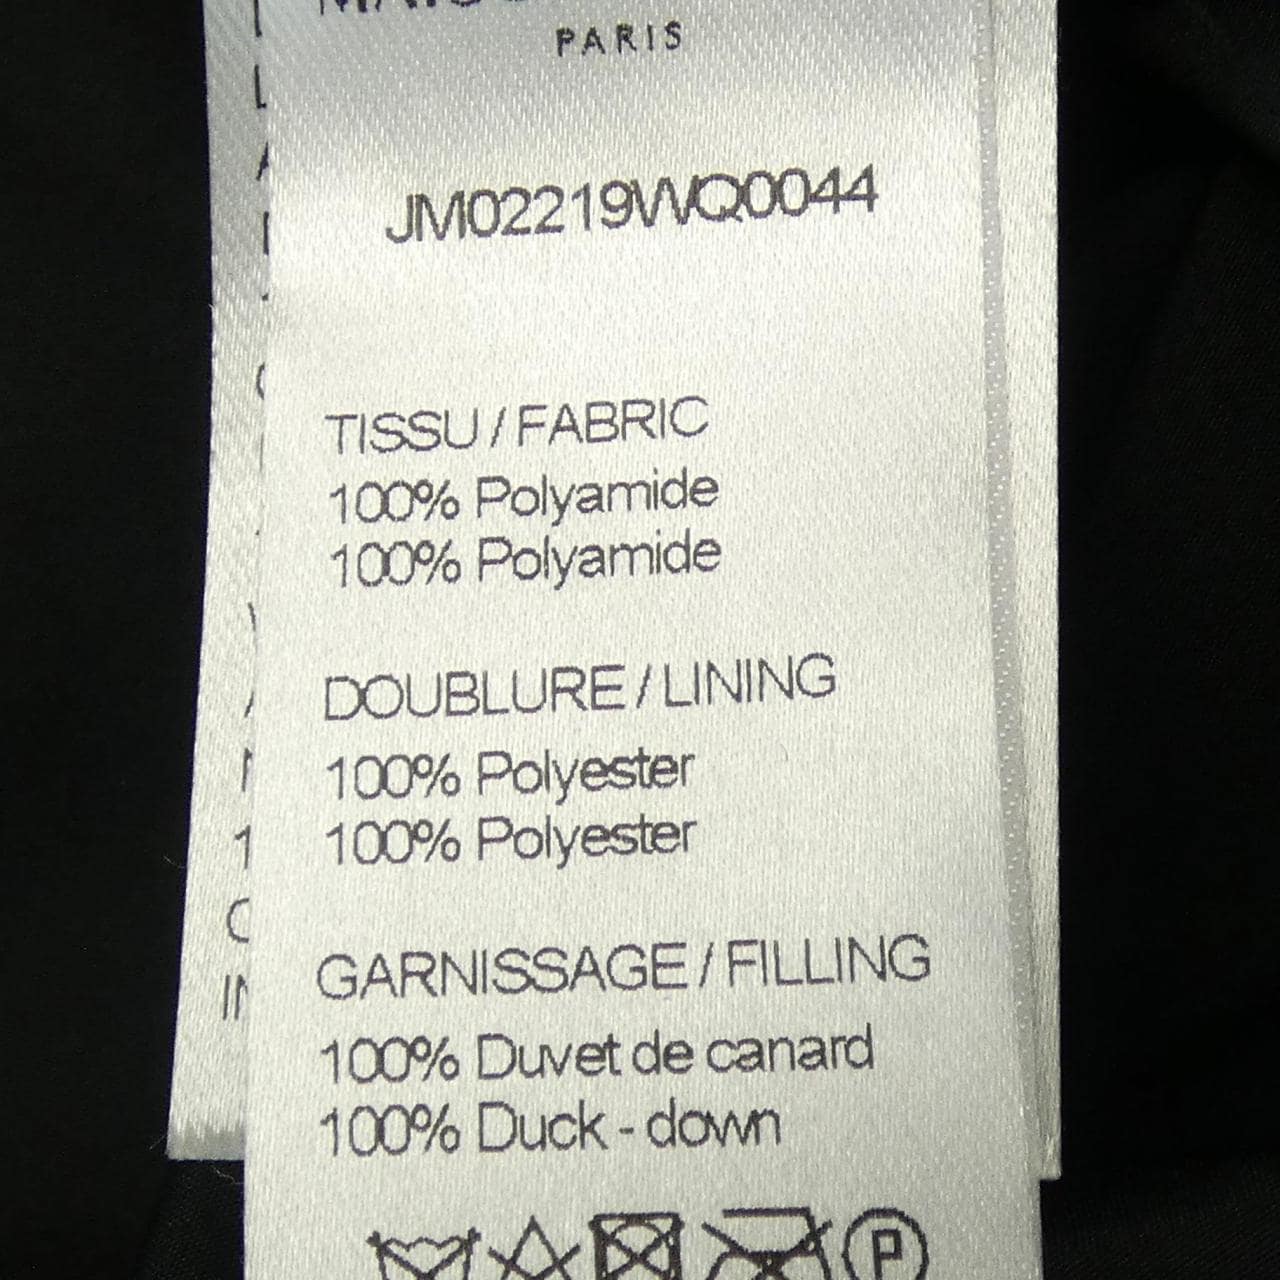 PARIS
JM02219WQ0044
TISSU / FABRIC
100% Polyamide
100% Polyamide
DOUBLURE / LINING
100% Polyester
100% Polyester
GARNISSAGE / FILLING
100% Duvet de canard
100% Duck - down
P